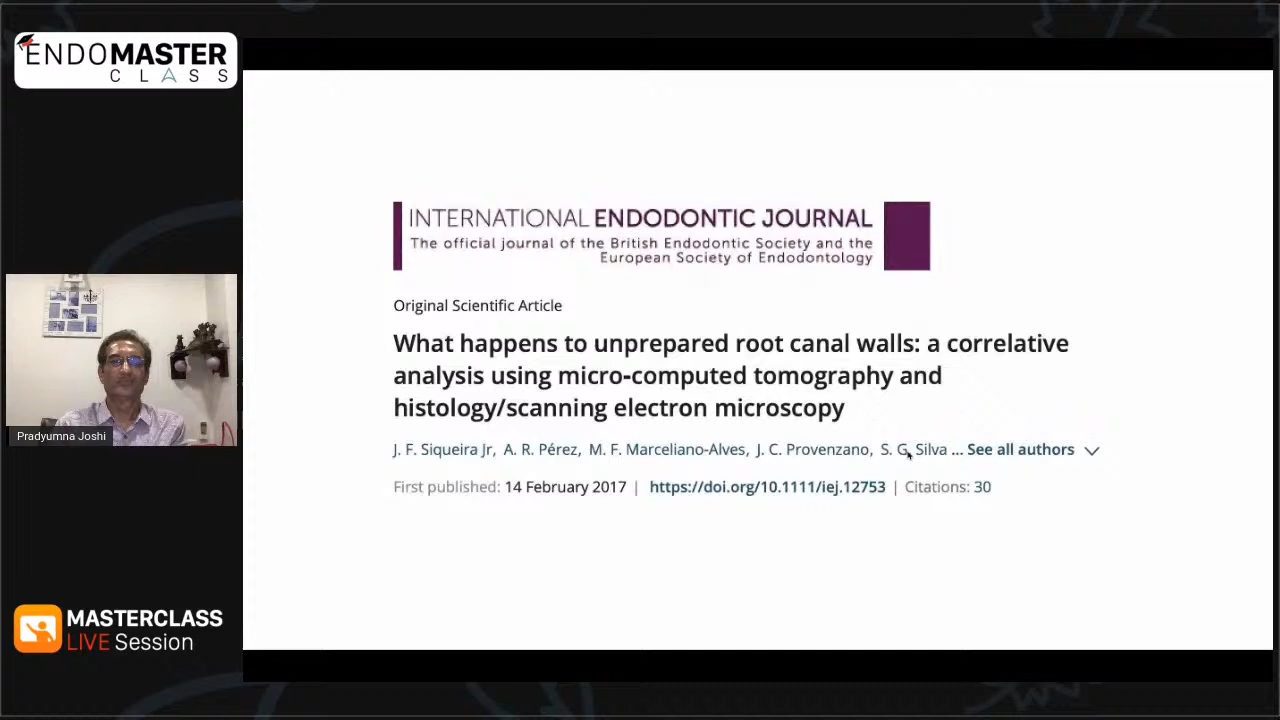 ENDOMASTER
CLASS
INTERNATIONAL ENDODONTIC JOURNAL
The official journal of the British Endodontic Society and the
European Society of Endodontology
Original Scientific Article
What happens to unprepared root canal walls: a correlative
analysis using micro-computed tomography and
histology/scanning electron microscopy
J. F. Siqueira Jr, A. R. Pérez, M. F. Marceliano-Alves, J. C. Provenzano, S. G. Silva ... See all authors
First published: 14 February 2017 | https://doi.org/10.1111/iej.12753 | Citations: 30
Pradyumna Joshi
MASTERCLASS
LIVE Session